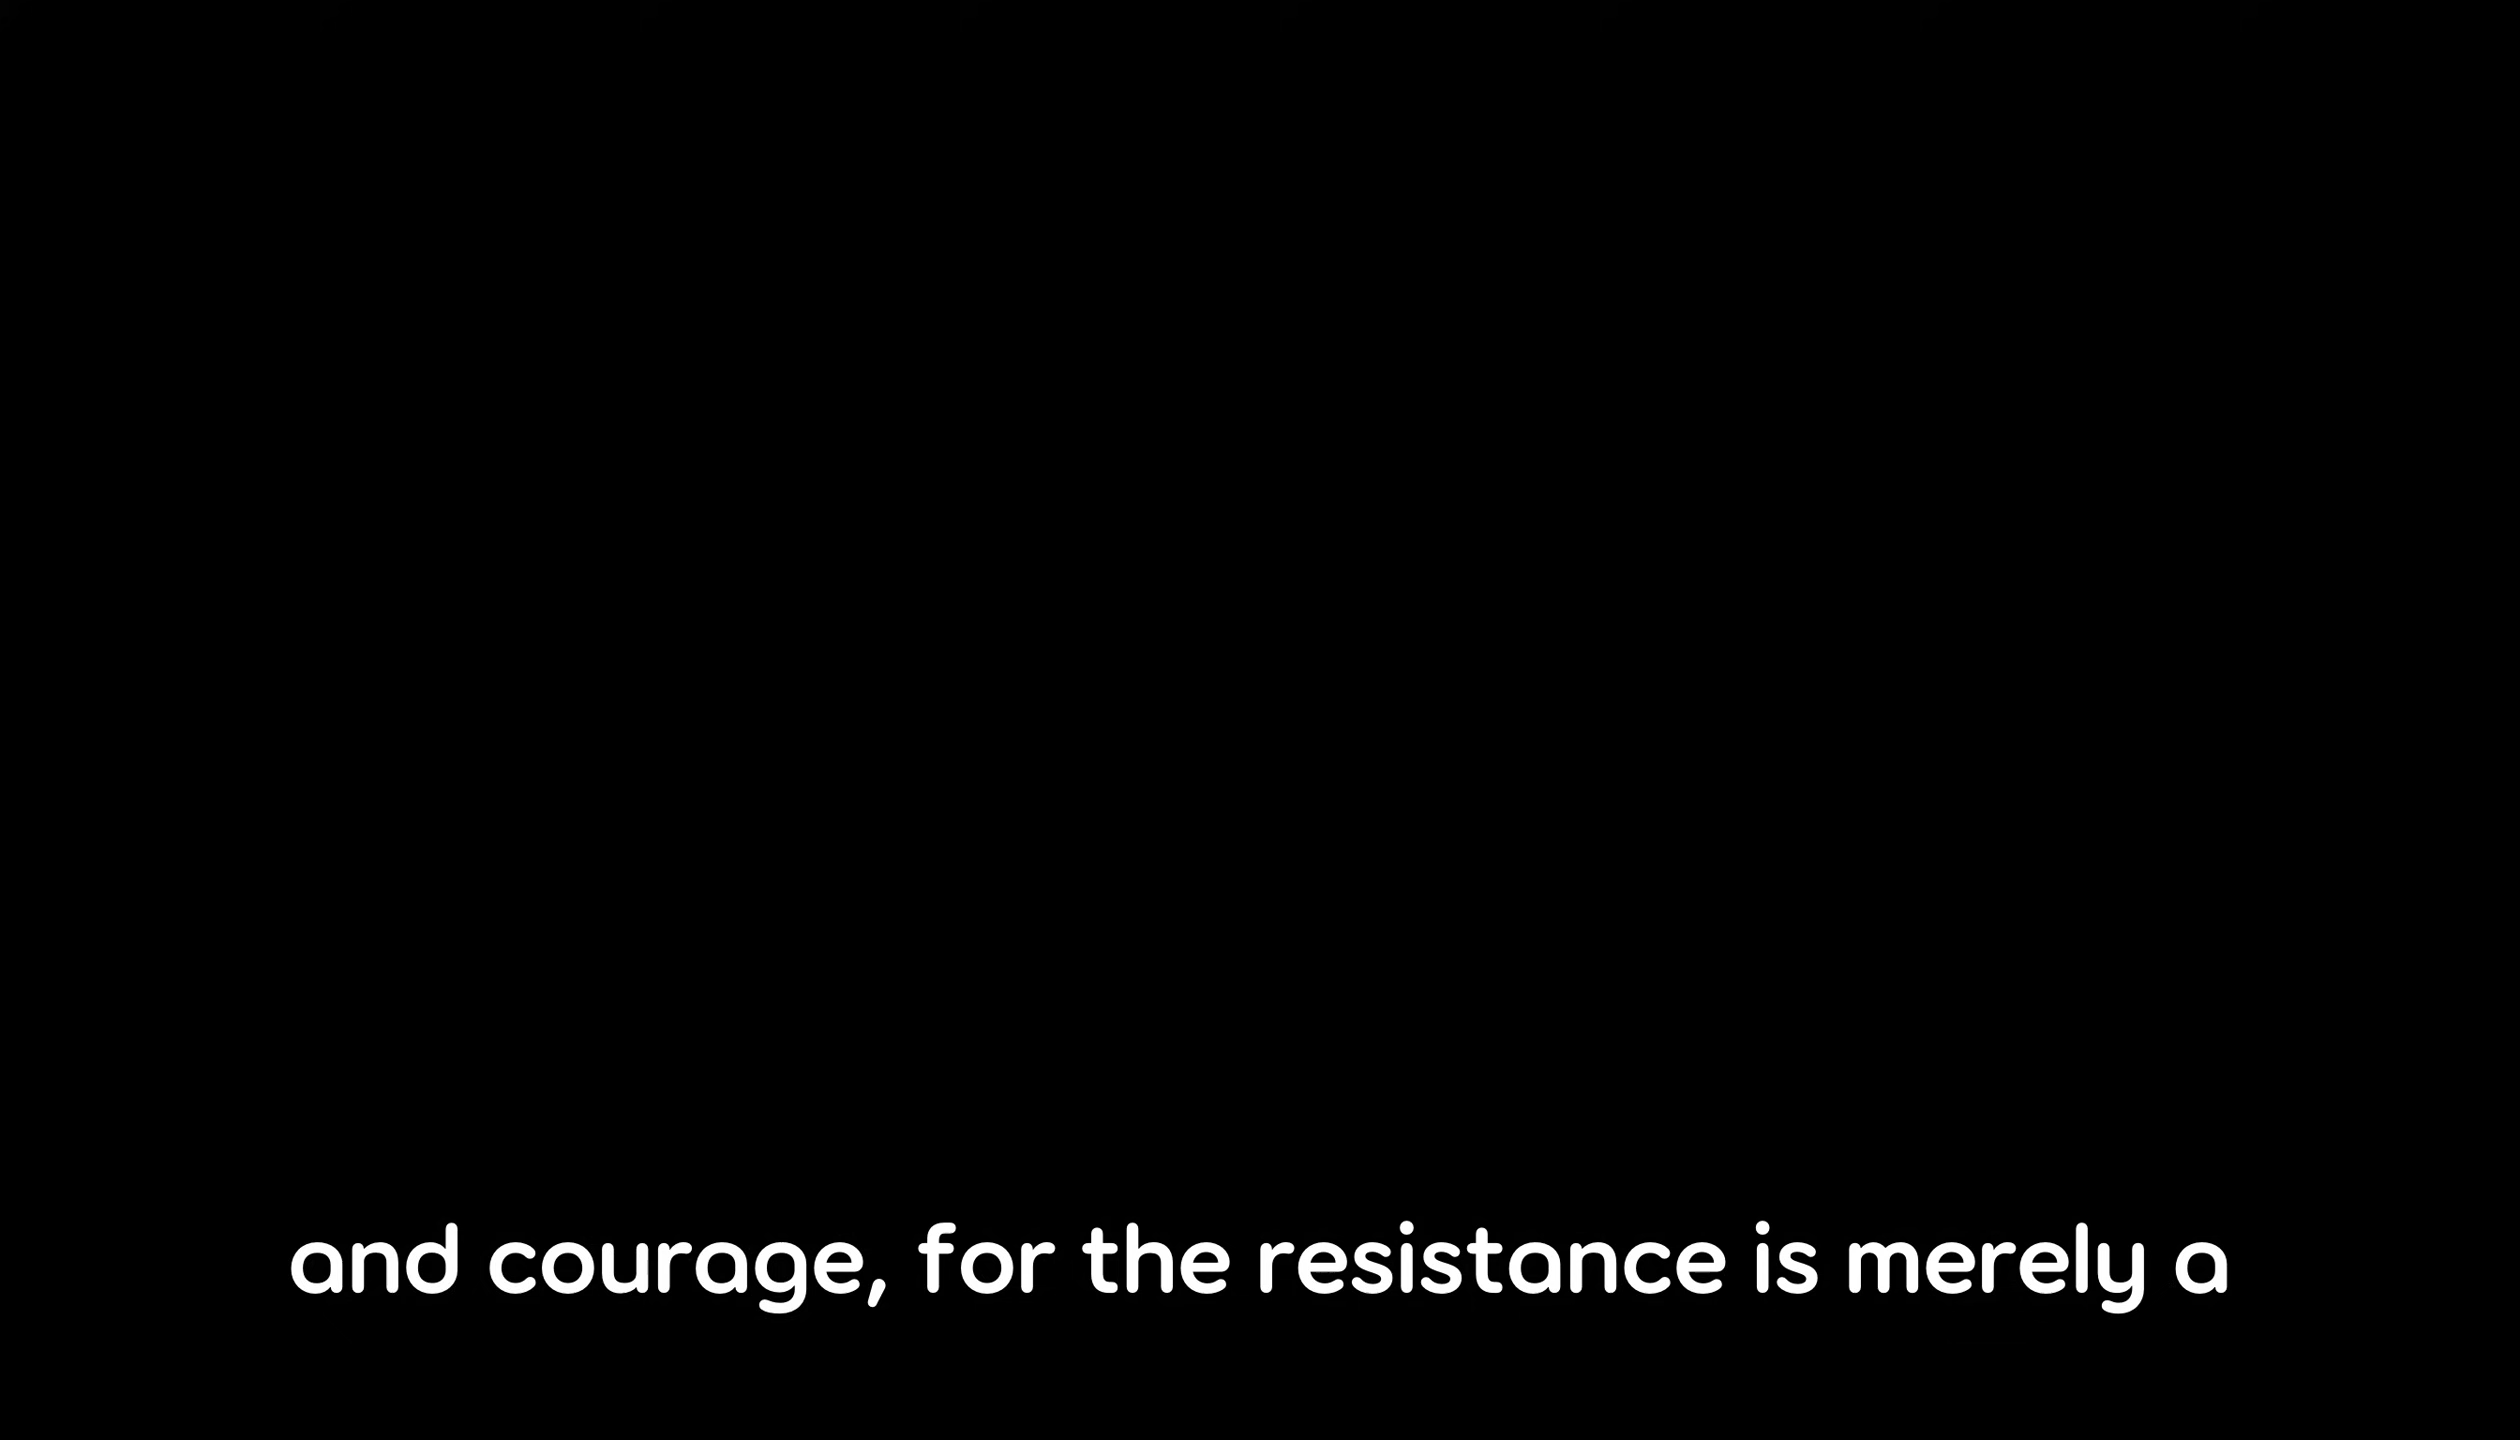 and courage, for the resistance is merely a